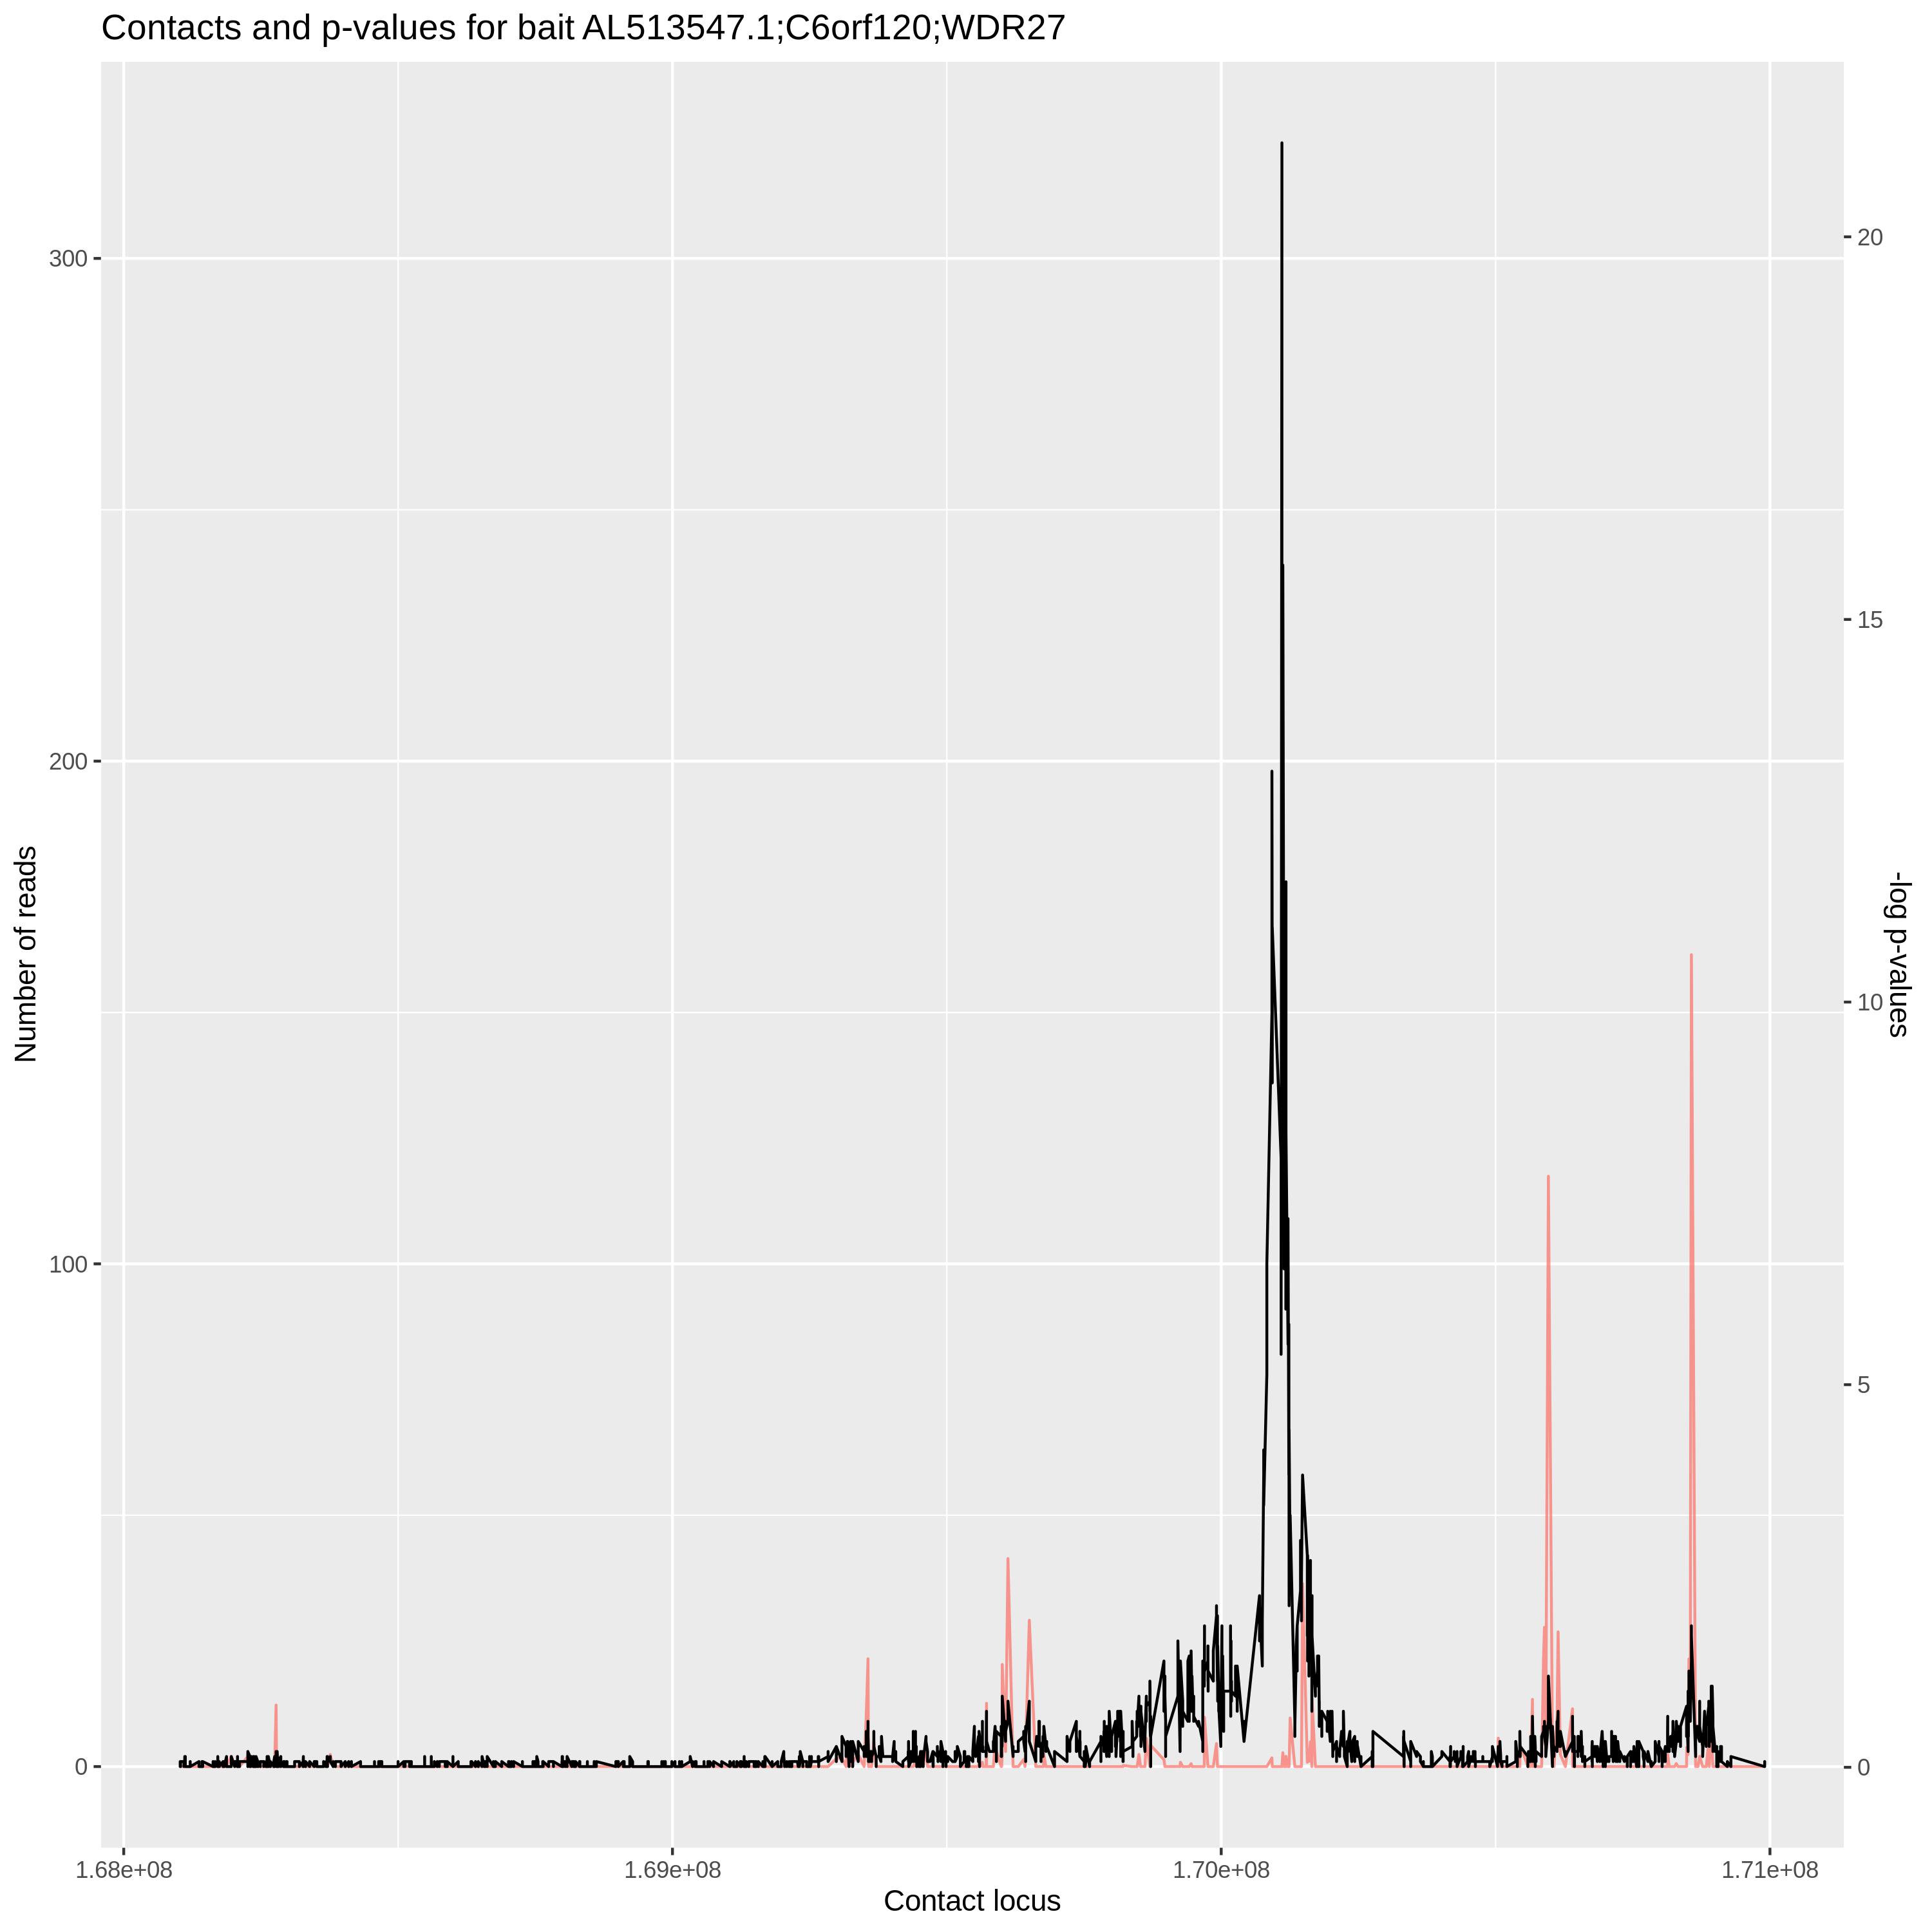 Contacts and p-values for bait AL513547.1;C6orf120;WDR27
300
200
100
0
Number of reads
20
15
10
5
0
-log p-values
1.68e+08
1.69e+08
1.70e+08
1.71e+08
Contact locus